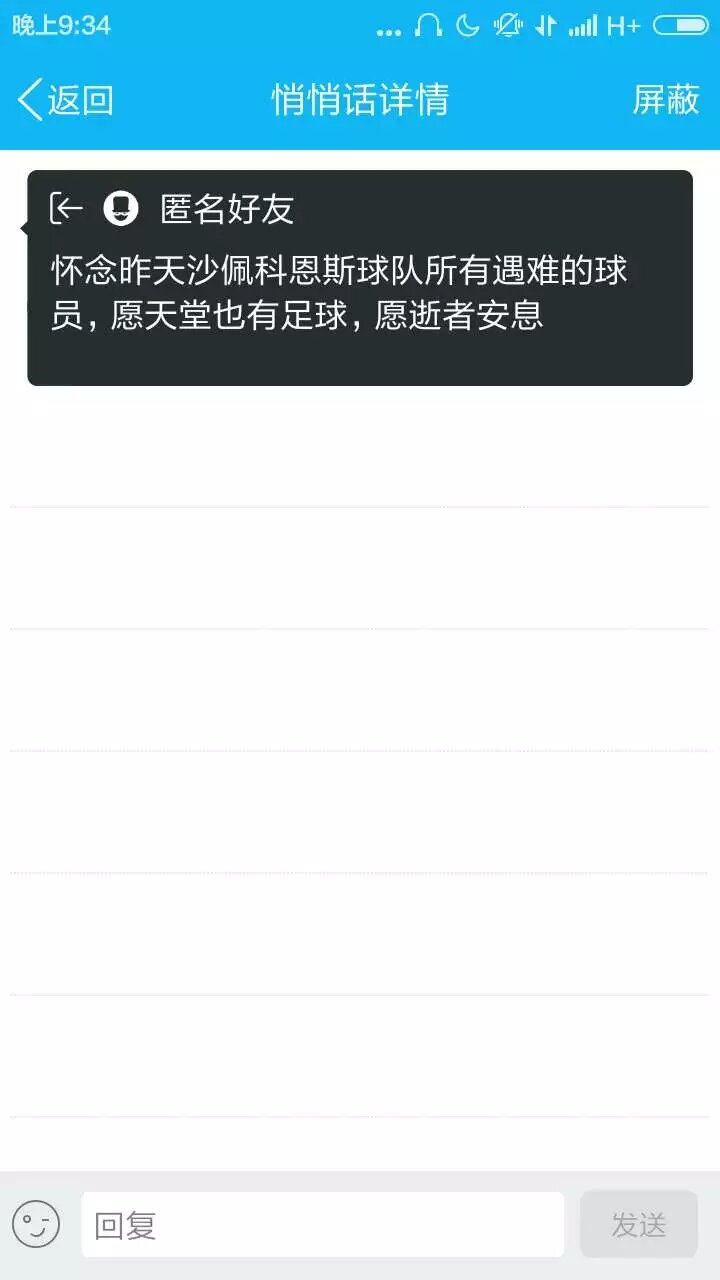 晚上9:34 ... H+
返回 悄悄话详情 屏蔽
匿名好友
怀念昨天沙佩科恩斯球队所有遇难的球
员,愿天堂也有足球,愿逝者安息
回复 发送